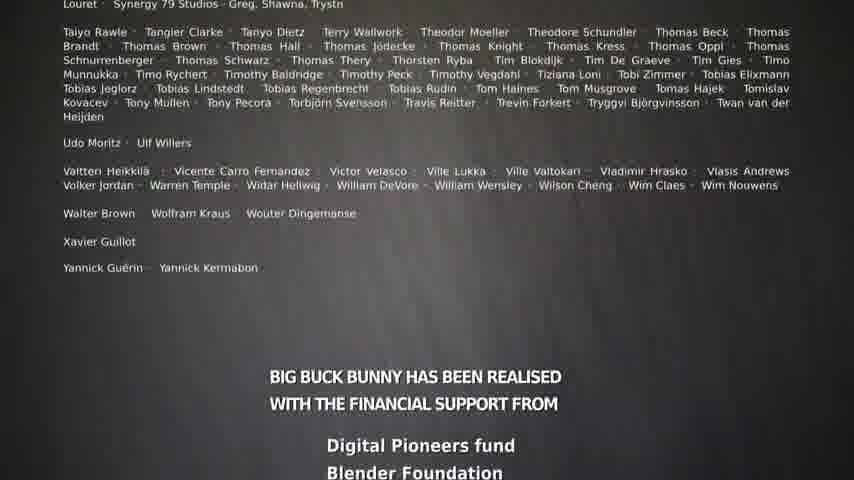 Louret · Synergy 79 Studios - Greg, Shawna, Trystn
Taiyo Rawle · Tangier Clarke · Tanyo Dietz · Terry Wallwork · Theodor Moeller · Theodore Schundler · Thomas Beck · Thomas
Brandt · Thomas Brown · Thomas Hall · Thomas Jödecke · Thomas Knight · Thomas Kress · Thomas Oppl · Thomas
Schnurrenberger · Thomas Schwarz · Thomas Thery · Thorsten Ryba · Tim Blokdijk · Tim De Graeve · Tim Gies · Timo
Munnukka · Timo Rychert · Timothy Baldridge · Timothy Peck · Timothy Vegdahl · Tiziana Loni · Tobi Zimmer · Tobias Elixmann
Tobias Jeglorz · Tobias Lindstedt · Tobias Regenbrecht · Tobias Rudin · Tom Haines · Tom Musgrove · Tomas Hajek · Tomislav
Kovacev · Tony Mullen · Tony Pecora · Torbjörn Svensson · Travis Reitter · Trevin Forkert · Tryggvi Björgvinsson · Twan van der
Heijden
Udo Moritz · Ulf Willers
Valtteri Heikkilä · Vicente Carro Fernandez · Victor Velasco · Ville Lukka · Ville Valtokari · Vladimir Hrasko · Vlasis Andrews
Volker Jordan · Warren Temple · Widar Hellwig · William DeVore · William Wensley · Wilson Cheng · Wim Claes · Wim Nouwens
Walter Brown · Wolfram Kraus · Wouter Dingemanse
Xavier Guillot
Yannick Guérin · Yannick Kermabon
BIG BUCK BUNNY HAS BEEN REALISED
WITH THE FINANCIAL SUPPORT FROM
Digital Pioneers fund
Blender Foundation